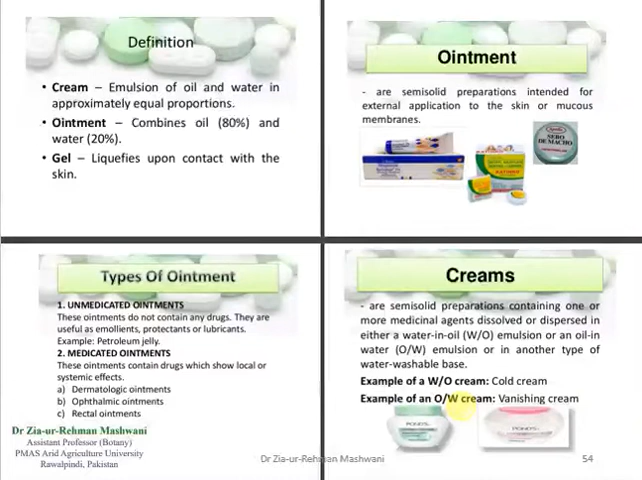 Definition
• Cream – Emulsion of oil and water in
approximately equal proportions.
• Ointment – Combines oil (80%) and
water (20%).
• Gel – Liquefies upon contact with the
skin.
Ointment
- are semisolid preparations intended for
external application to the skin or mucous
membranes.
NERO
DE MACHO
Types Of Ointment
1. UNMEDICATED OINTMENTS
These ointments do not contain any drugs. They are
useful as emollients, protectants or lubricants.
Example: Petroleum jelly.
2. MEDICATED OINTMENTS
These ointments contain drugs which show local or
systemic effects.
a) Dermatologic ointments
b) Ophthalmic ointments
c) Rectal ointments
Dr Zia-ur-Rehman Mashwani
Assistant Professor (Botany)
PMAS Arid Agriculture University
Rawalpindi, Pakistan
Creams
- are semisolid preparations containing one or
more medicinal agents dissolved or dispersed in
either a water-in-oil (W/O) emulsion or an oil-in
water (O/W) emulsion or in another type of
water-washable base.
Example of a W/O cream: Cold cream
Example of an O/W cream: Vanishing cream
POND'S
POND'S
Dr Zia-ur-Rehman Mashwani
54